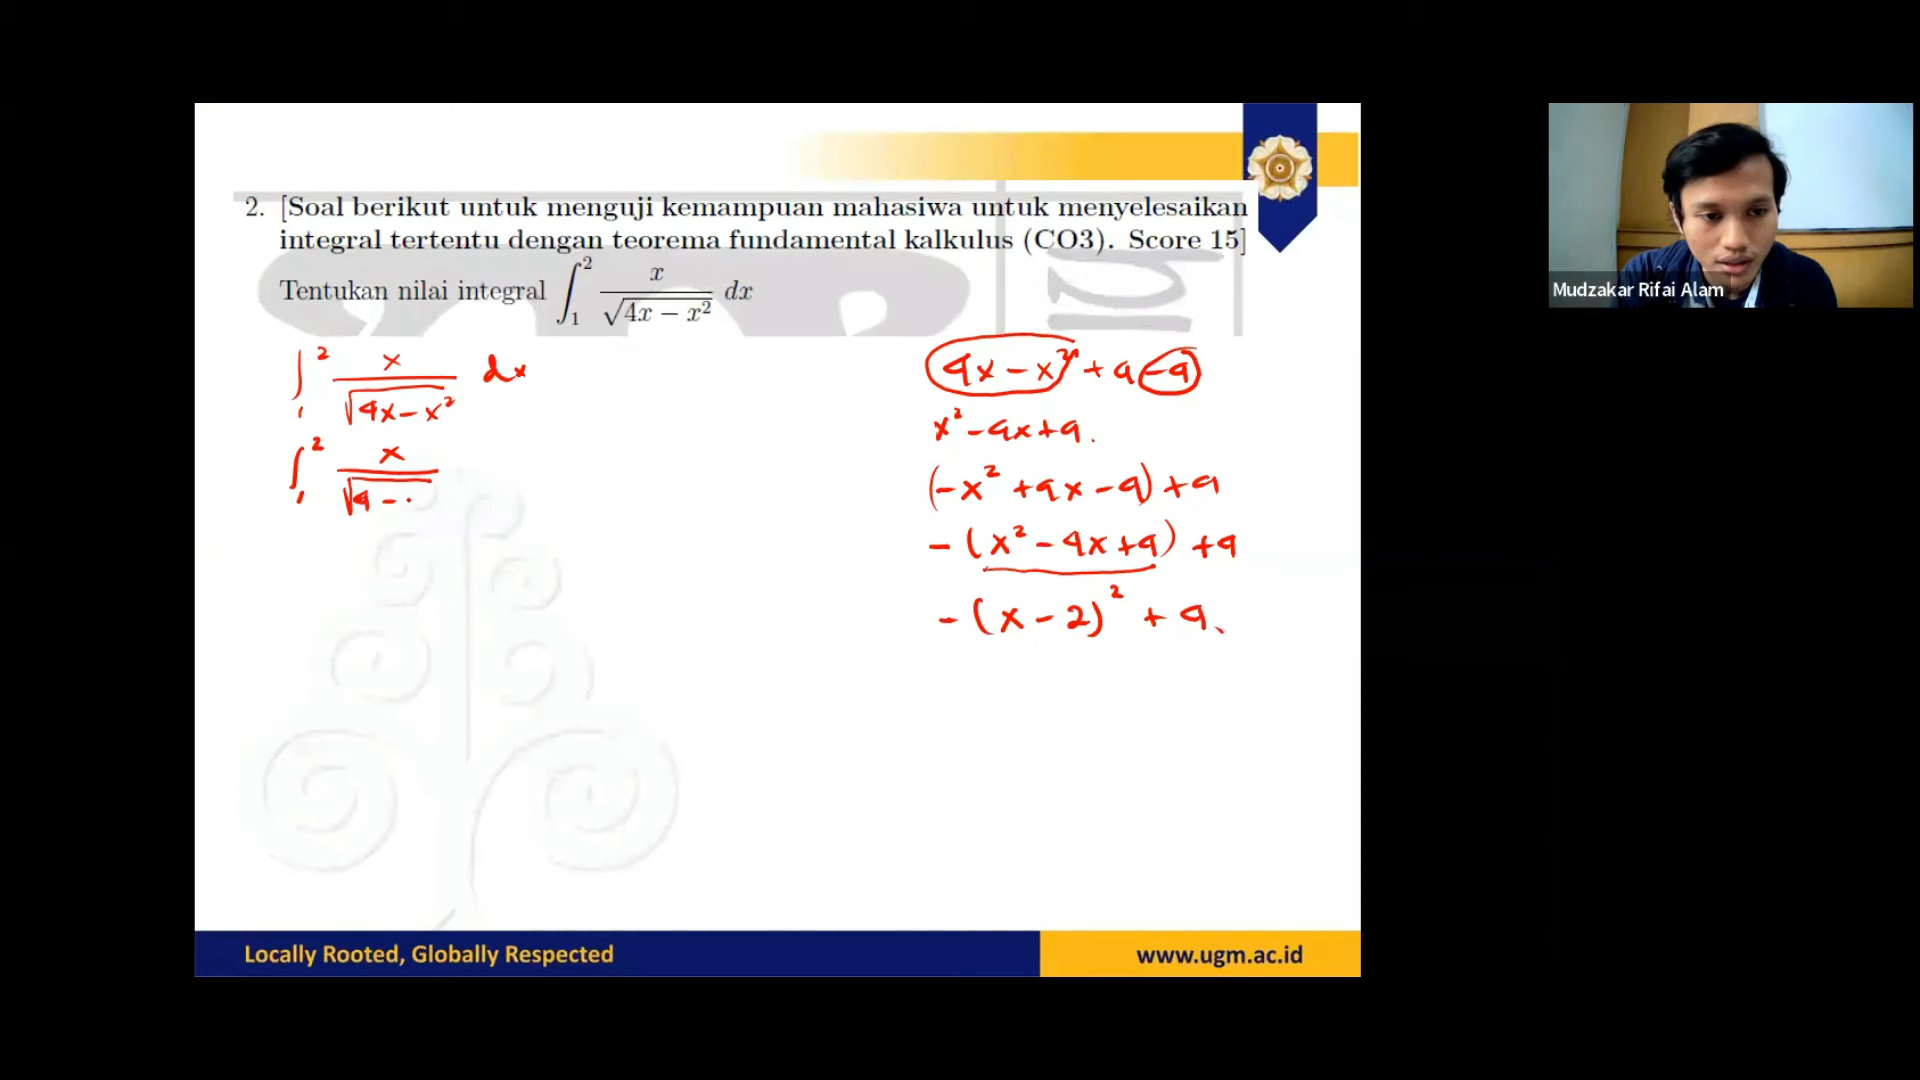 2. [Soal berikut untuk menguji kemampuan mahasiwa untuk menyelesaikan
integral tertentu dengan teorema fundamental kalkulus (CO3). Score 15]
Tentukan nilai integral ∫₁² x/√(4x − x²) dx
∫₁² x/√(4x − x²) dx
∫₁² x/√(4 − .
4x − x² + 4 − 4
x² − 4x + 4.
(−x² + 4x − 4) + 4
− (x² − 4x + 4) + 4
− (x − 2)² + 4
Mudzakar Rifai Alam
Locally Rooted, Globally Respected
www.ugm.ac.id